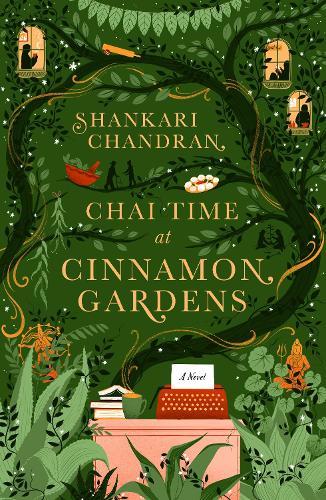 SHANKARI
CHANDRAN
CHAI TIME
at
CINNAMON
GARDENS
A Novel